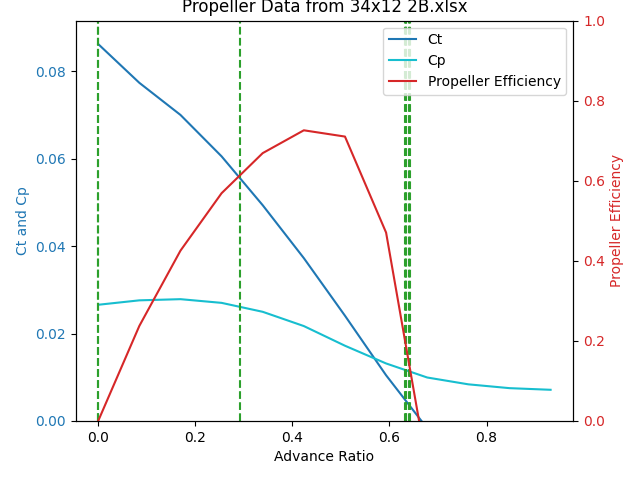 Propeller Data from 34x12 2B.xlsx
Ct
Cp
Propeller Efficiency
Ct and Cp
0.08
0.06
0.04
0.02
0.00
0.0
0.2
0.4
0.6
0.8
Advance Ratio
1.0
0.8
0.6
0.4
0.2
0.0
Propeller Efficiency